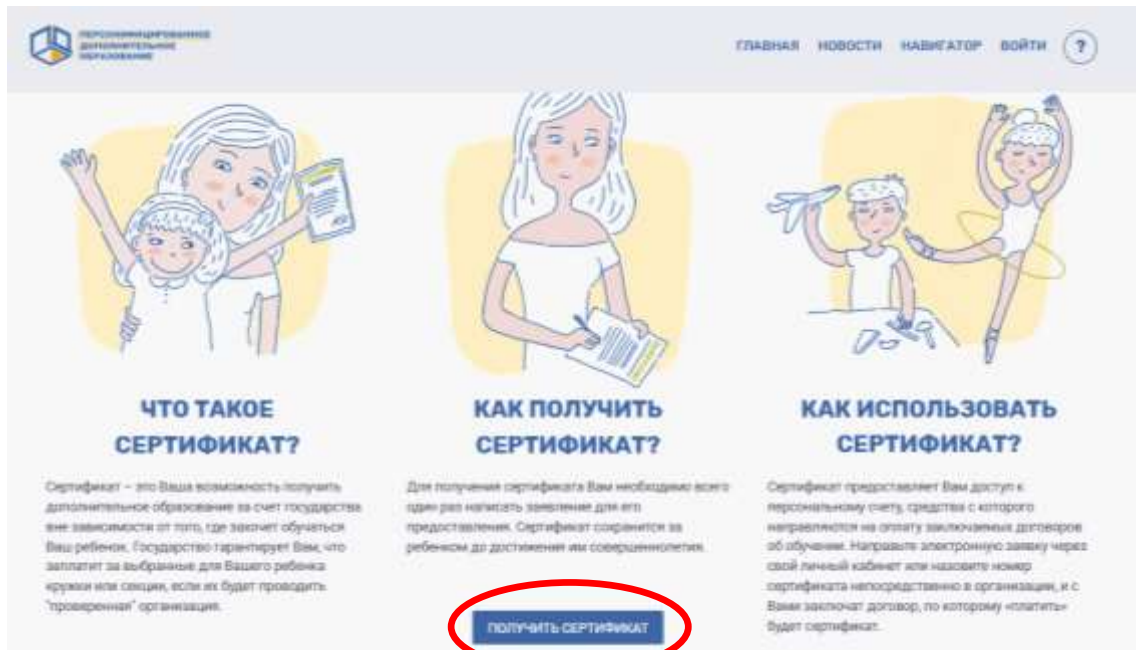 ПЕРСОНИФИЦИРОВАННОЕ
ДОПОЛНИТЕЛЬНОЕ
ОБРАЗОВАНИЕ
ГЛАВНАЯ НОВОСТИ НАВИГАТОР ВОЙТИ ?
ЧТО ТАКОЕ
СЕРТИФИКАТ?
Сертификат – это Ваша возможность получить
дополнительное образование за счет государства
вне зависимости от того, где захочет обучаться
Ваш ребенок. Государство гарантирует Вам, что
заплатит за выбранные для Вашего ребенка
кружки или секции, если их будет проводить
"проверенная" организация.
КАК ПОЛУЧИТЬ
СЕРТИФИКАТ?
Для получения сертификата Вам необходимо всего
один раз написать заявление для его
предоставления. Сертификат сохранится за
ребенком до достижения им совершеннолетия.
ПОЛУЧИТЬ СЕРТИФИКАТ
КАК ИСПОЛЬЗОВАТЬ
СЕРТИФИКАТ?
Сертификат предоставляет Вам доступ к
персональному счету, средства с которого
направляются на оплату заключаемых договоров
об обучении. Направьте электронную заявку через
свой личный кабинет или назовите номер
сертификата непосредственно в организации, и с
Вами заключат договор, по которому «платить»
будет сертификат.